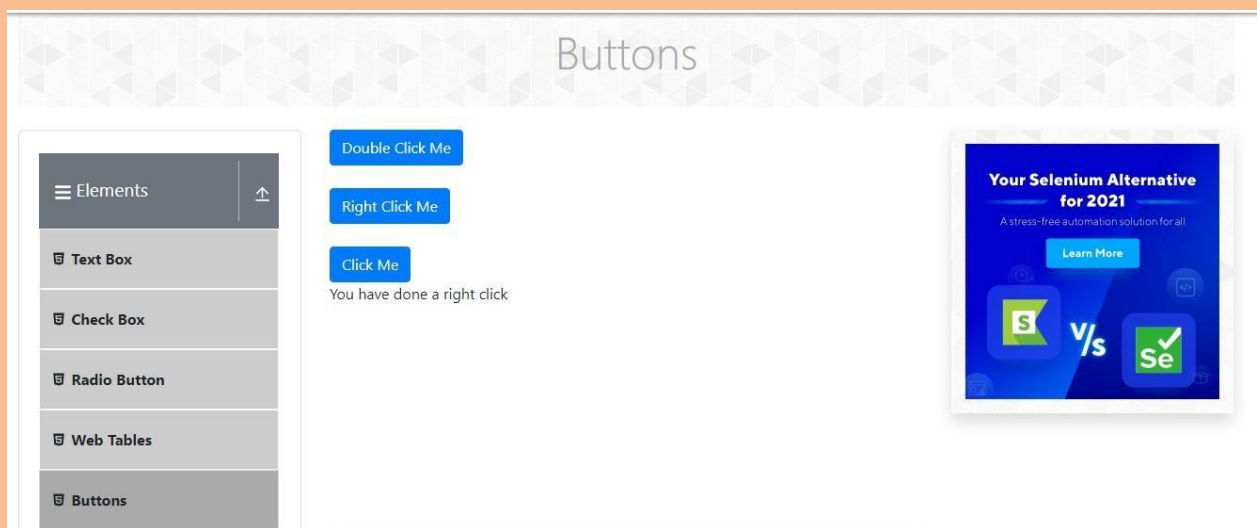 Buttons
Elements
Text Box
Check Box
Radio Button
Web Tables
Buttons
Double Click Me
Right Click Me
Click Me
You have done a right click
Your Selenium Alternative
for 2021
A stress-free automation solution for all
Learn More
S
V/s
Se